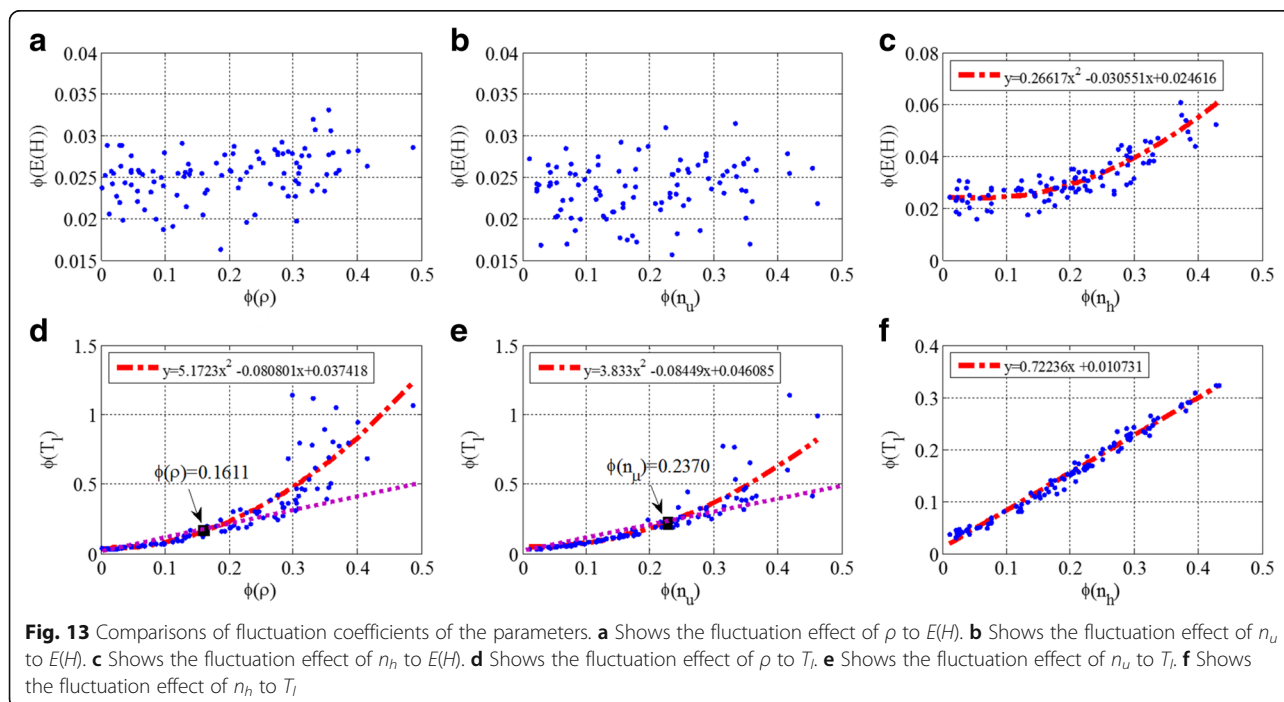 a
0.04
0.035
0.03
0.025
0.02
0.015
ϕ(E(H))
0 0.1 0.2 0.3 0.4 0.5
ϕ(ρ)
b
0.04
0.035
0.03
0.025
0.02
0.015
ϕ(E(H))
0 0.1 0.2 0.3 0.4 0.5
ϕ(n_u)
c
0.08
0.06
0.04
0.02
0
ϕ(E(H))
y=0.26617x² -0.030551x+0.024616
0 0.1 0.2 0.3 0.4 0.5
ϕ(n_h)
d
1.5
1
0.5
0
ϕ(T_l)
y=5.1723x² -0.080801x+0.037418
ϕ(ρ)=0.1611
0 0.1 0.2 0.3 0.4 0.5
ϕ(ρ)
e
1.5
1
0.5
0
ϕ(T_l)
y=3.833x² -0.08449x+0.046085
ϕ(n_μ)=0.2370
0 0.1 0.2 0.3 0.4 0.5
ϕ(n_u)
f
0.4
0.3
0.2
0.1
0
ϕ(T_l)
y=0.72236x +0.010731
0 0.1 0.2 0.3 0.4 0.5
ϕ(n_h)
Fig. 13 Comparisons of fluctuation coefficients of the parameters. a Shows the fluctuation effect of ρ to E(H). b Shows the fluctuation effect of n_u
to E(H). c Shows the fluctuation effect of n_h to E(H). d Shows the fluctuation effect of ρ to T_l. e Shows the fluctuation effect of n_u to T_l. f Shows
the fluctuation effect of n_h to T_l